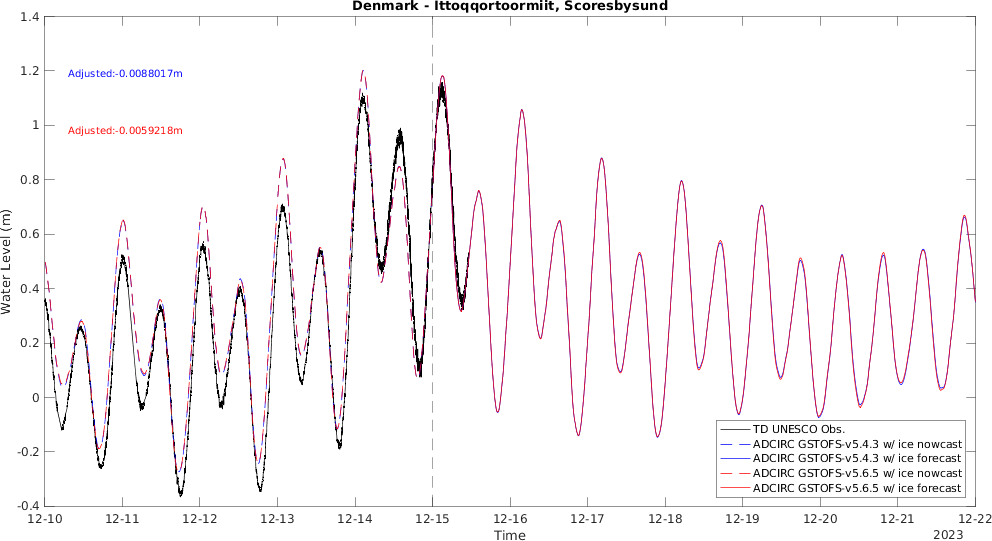 Denmark - Ittoqqortoormiit, Scoresbysund
1.4
1.2
1
0.8
0.6
0.4
0.2
0
-0.2
-0.4
Water Level (m)
Adjusted:-0.0088017m
Adjusted:-0.0059218m
TD UNESCO Obs.
ADCIRC GSTOFS-v5.4.3 w/ ice nowcast
ADCIRC GSTOFS-v5.4.3 w/ ice forecast
ADCIRC GSTOFS-v5.6.5 w/ ice nowcast
ADCIRC GSTOFS-v5.6.5 w/ ice forecast
12-10 12-11 12-12 12-13 12-14 12-15 12-16 12-17 12-18 12-19 12-20 12-21 12-22
Time
2023